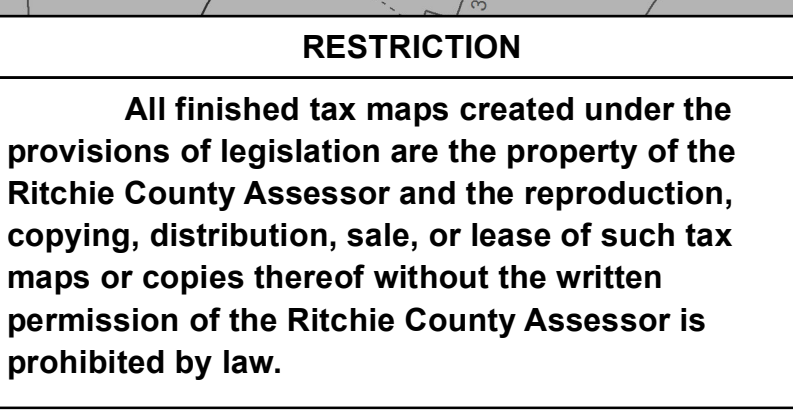 3
RESTRICTION
All finished tax maps created under the
provisions of legislation are the property of the
Ritchie County Assessor and the reproduction,
copying, distribution, sale, or lease of such tax
maps or copies thereof without the written
permission of the Ritchie County Assessor is
prohibited by law.